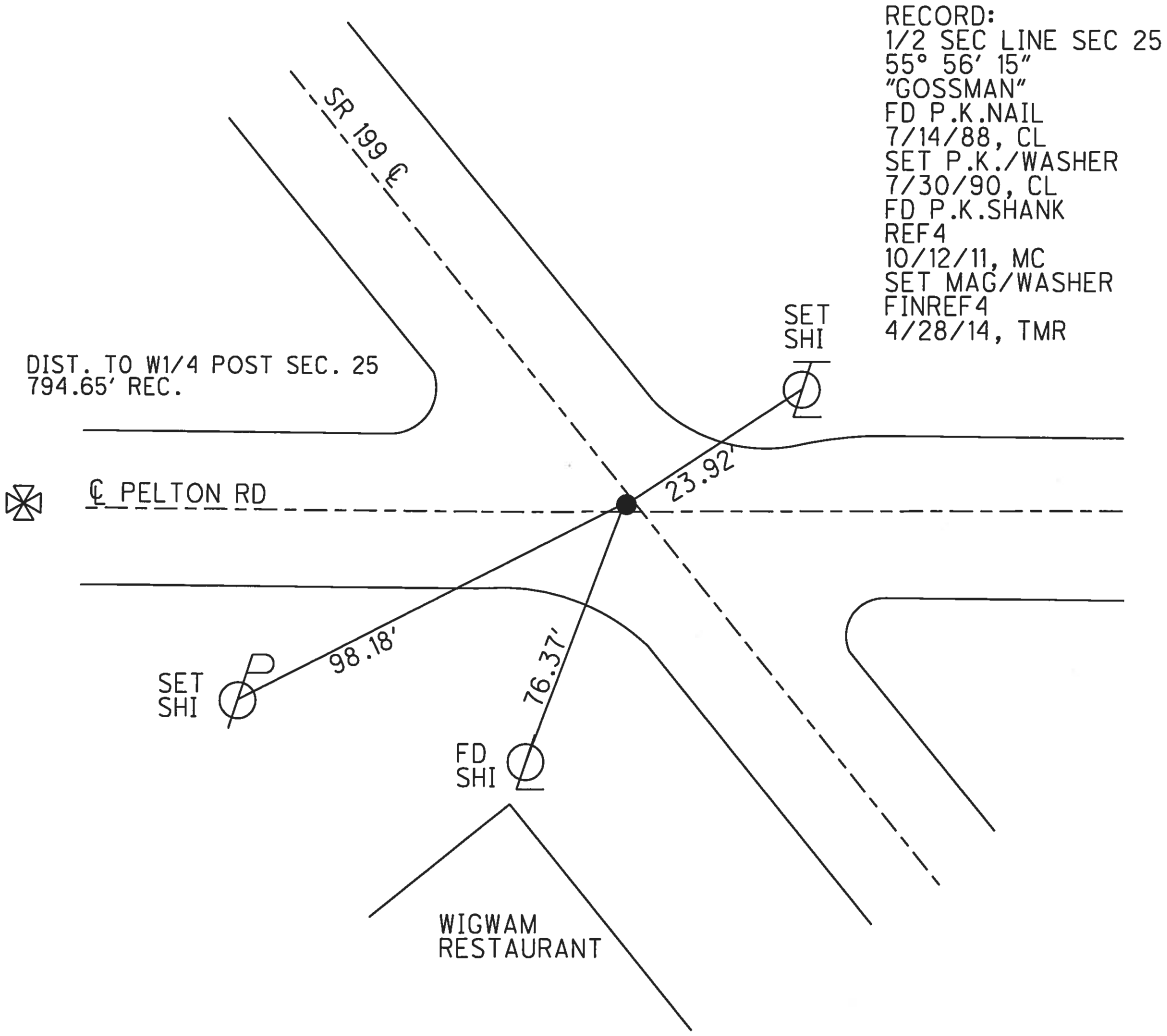 RECORD:
1/2 SEC LINE SEC 25
55° 56' 15"
"GOSSMAN"
FD P.K.NAIL
7/14/88, CL
SET P.K./WASHER
7/30/90, CL
FD P.K.SHANK
REF4
10/12/11, MC
SET MAG/WASHER
FINREF4
4/28/14, TMR
SR 199 ℄
SET
SHI
DIST. TO W1/4 POST SEC. 25
794.65' REC.
23.92'
℄ PELTON RD
98.18'
76.37'
SET
SHI
FD
SHI
WIGWAM
RESTAURANT